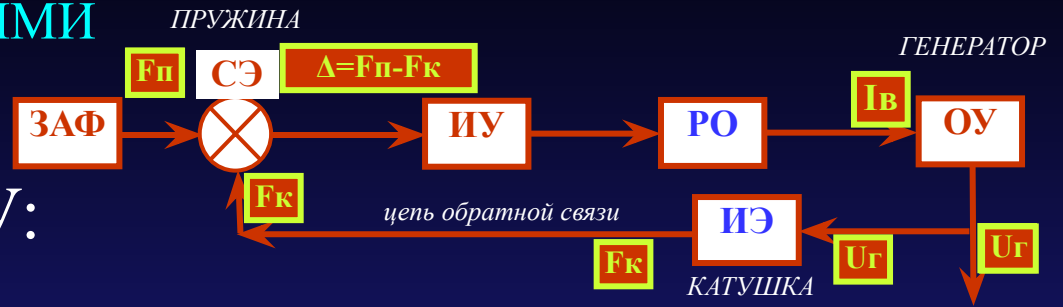 ИМИ
ПРУЖИНА
ГЕНЕРАТОР
Fп
СЭ
Δ=Fп-Fк
Iв
ЗАФ
ИУ
РО
ОУ
Fк
цепь обратной связи
ИЭ
У:
Fк
Uг
Uг
КАТУШКА